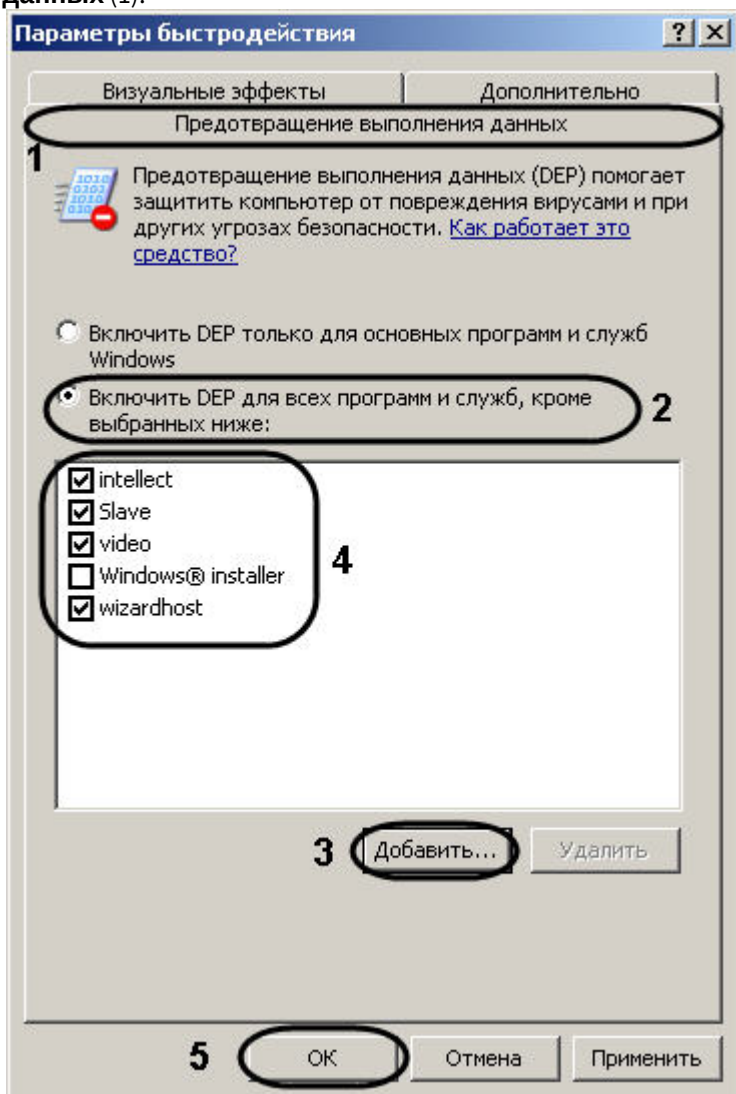 данных (1).
Параметры быстродействия
Визуальные эффекты Дополнительно
Предотвращение выполнения данных
1
Предотвращение выполнения данных (DEP) помогает
защитить компьютер от повреждения вирусами и при
других угрозах безопасности. Как работает это
средство?
Включить DEP только для основных программ и служб
Windows
Включить DEP для всех программ и служб, кроме
выбранных ниже:
2
intellect
Slave
video
Windows® installer
wizardhost
4
3 Добавить... Удалить
5 ОК Отмена Применить